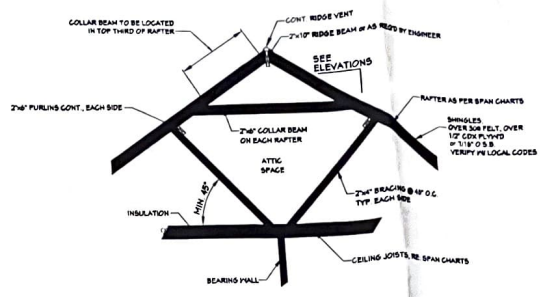 COLLAR BEAM TO BE LOCATED
IN TOP THIRD OF RAFTER
CONT RIDGE VENT
2"x10" RIDGE BEAM or AS REQ'D BY ENGINEER
SEE
ELEVATIONS
RAFTER AS PER SPAN CHARTS
2"x6" PURLINS CONT., EACH SIDE
2"x6" COLLAR BEAM
ON EACH RAFTER
SHINGLES
OVER 30# FELT, OVER
1/2" CDX PLYW'D
or 7/16" O.S.B.
VERIFY W/ LOCAL CODES
ATTIC
SPACE
MIN 45°
2"x4" BRACING @ 48" O.C.
TYP. EACH SIDE
INSULATION
CEILING JOISTS, RE: SPAN CHARTS
BEARING WALL